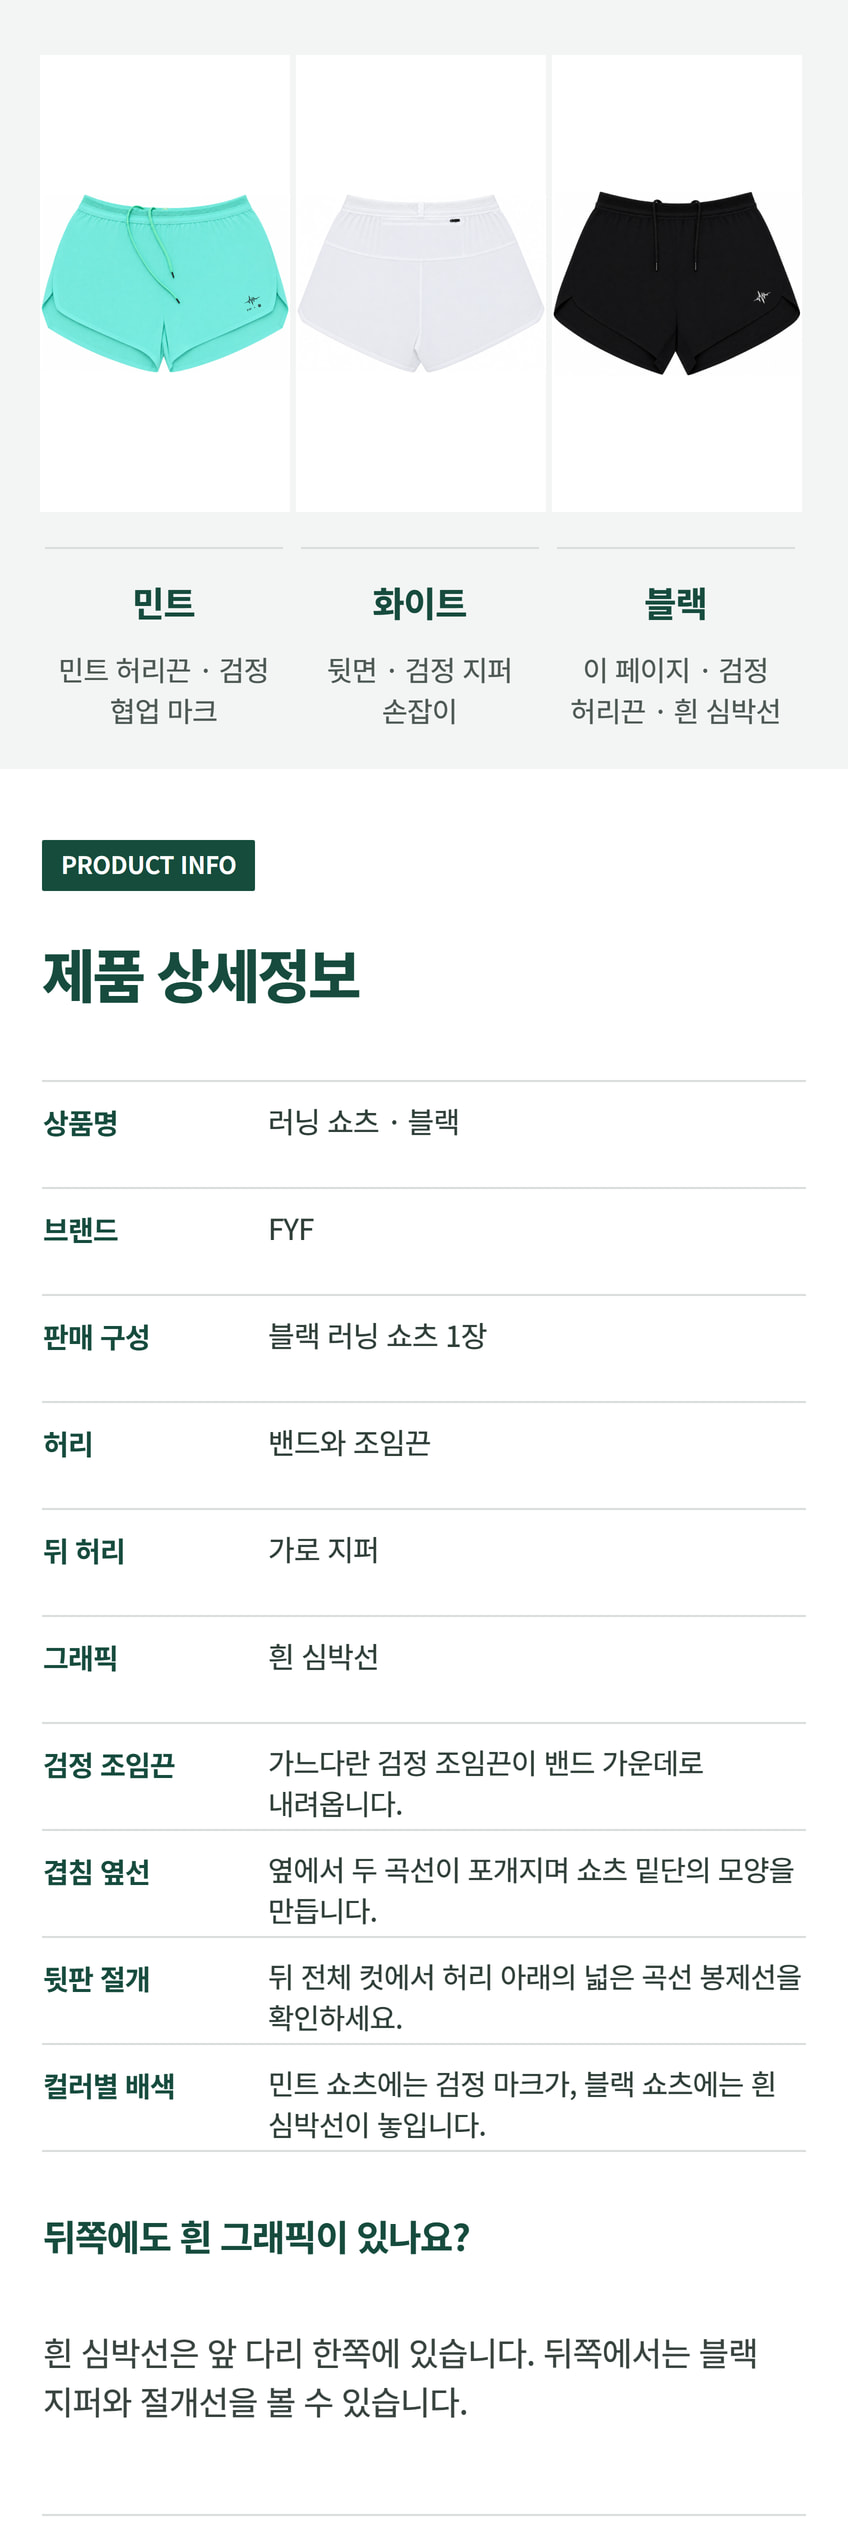 민트
화이트
블랙
민트 허리끈 · 검정
협업 마크
뒷면 · 검정 지퍼
손잡이
이 페이지 · 검정
허리끈 · 흰 심박선
PRODUCT INFO
제품 상세정보
상품명 러닝 쇼츠 · 블랙
브랜드 FYF
판매 구성 블랙 러닝 쇼츠 1장
허리 밴드와 조임끈
뒤 허리 가로 지퍼
그래픽 흰 심박선
검정 조임끈 가느다란 검정 조임끈이 밴드 가운데로
내려옵니다.
겹침 옆선 옆에서 두 곡선이 포개지며 쇼츠 밑단의 모양을
만듭니다.
뒷판 절개 뒤 전체 컷에서 허리 아래의 넓은 곡선 봉제선을
확인하세요.
컬러별 배색 민트 쇼츠에는 검정 마크가, 블랙 쇼츠에는 흰
심박선이 놓입니다.
뒤쪽에도 흰 그래픽이 있나요?
흰 심박선은 앞 다리 한쪽에 있습니다. 뒤쪽에서는 블랙
지퍼와 절개선을 볼 수 있습니다.